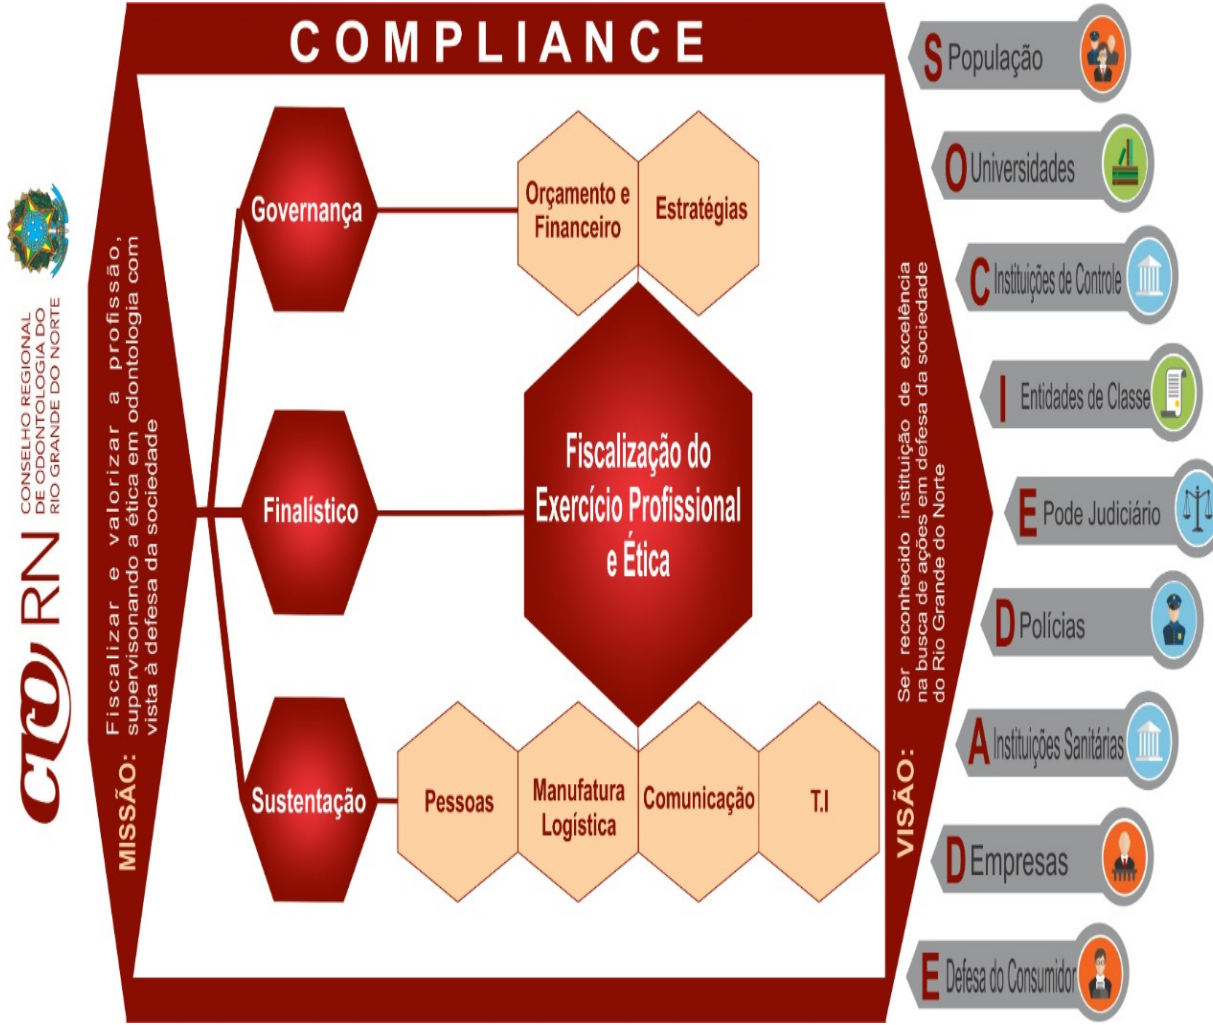 COMPLIANCE
cro RN
CONSELHO REGIONAL
DE ODONTOLOGIA DO
RIO GRANDE DO NORTE
MISSÃO: Fiscalizar e valorizar a profissão,
supervisonando a ética em odontologia com
vista à defesa da sociedade
Governança
Orçamento e
Financeiro
Estratégias
Finalístico
Fiscalização do
Exercício Profissional
e Ética
Sustentação
Pessoas
Manufatura
Logística
Comunicação
T.I
VISÃO: Ser reconhecido instituição de excelência
na busca de ações em defesa da sociedade
do Rio Grande do Norte
S População
O Universidades
C Instituições de Controle
I Entidades de Classe
E Pode Judiciário
D Polícias
A Instituições Sanitárias
D Empresas
E Defesa do Consumidor